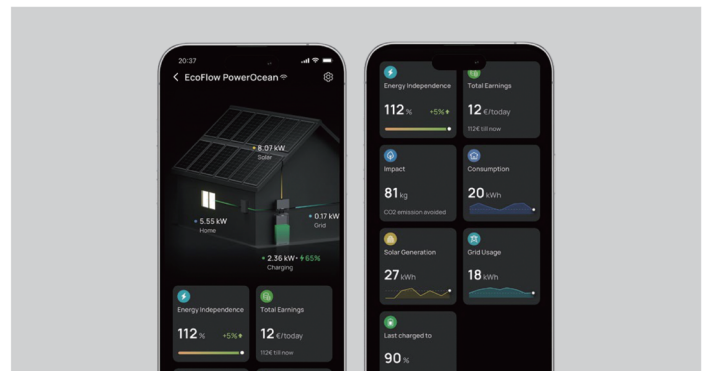 20:37
EcoFlow PowerOcean
8.07 kW
Solar
5.55 kW
Home
0.17 kW
Grid
2.36 kW • 65%
Charging
Energy Independence
112 %
+5%
Total Earnings
12 €/today
112€ till now
Energy Independence
112 %
+5%
Total Earnings
12 €/today
112€ till now
Impact
81 kg
CO2 emission avoided
Consumption
20 kWh
Solar Generation
27 kWh
Grid Usage
18 kWh
Last charged to
90 %